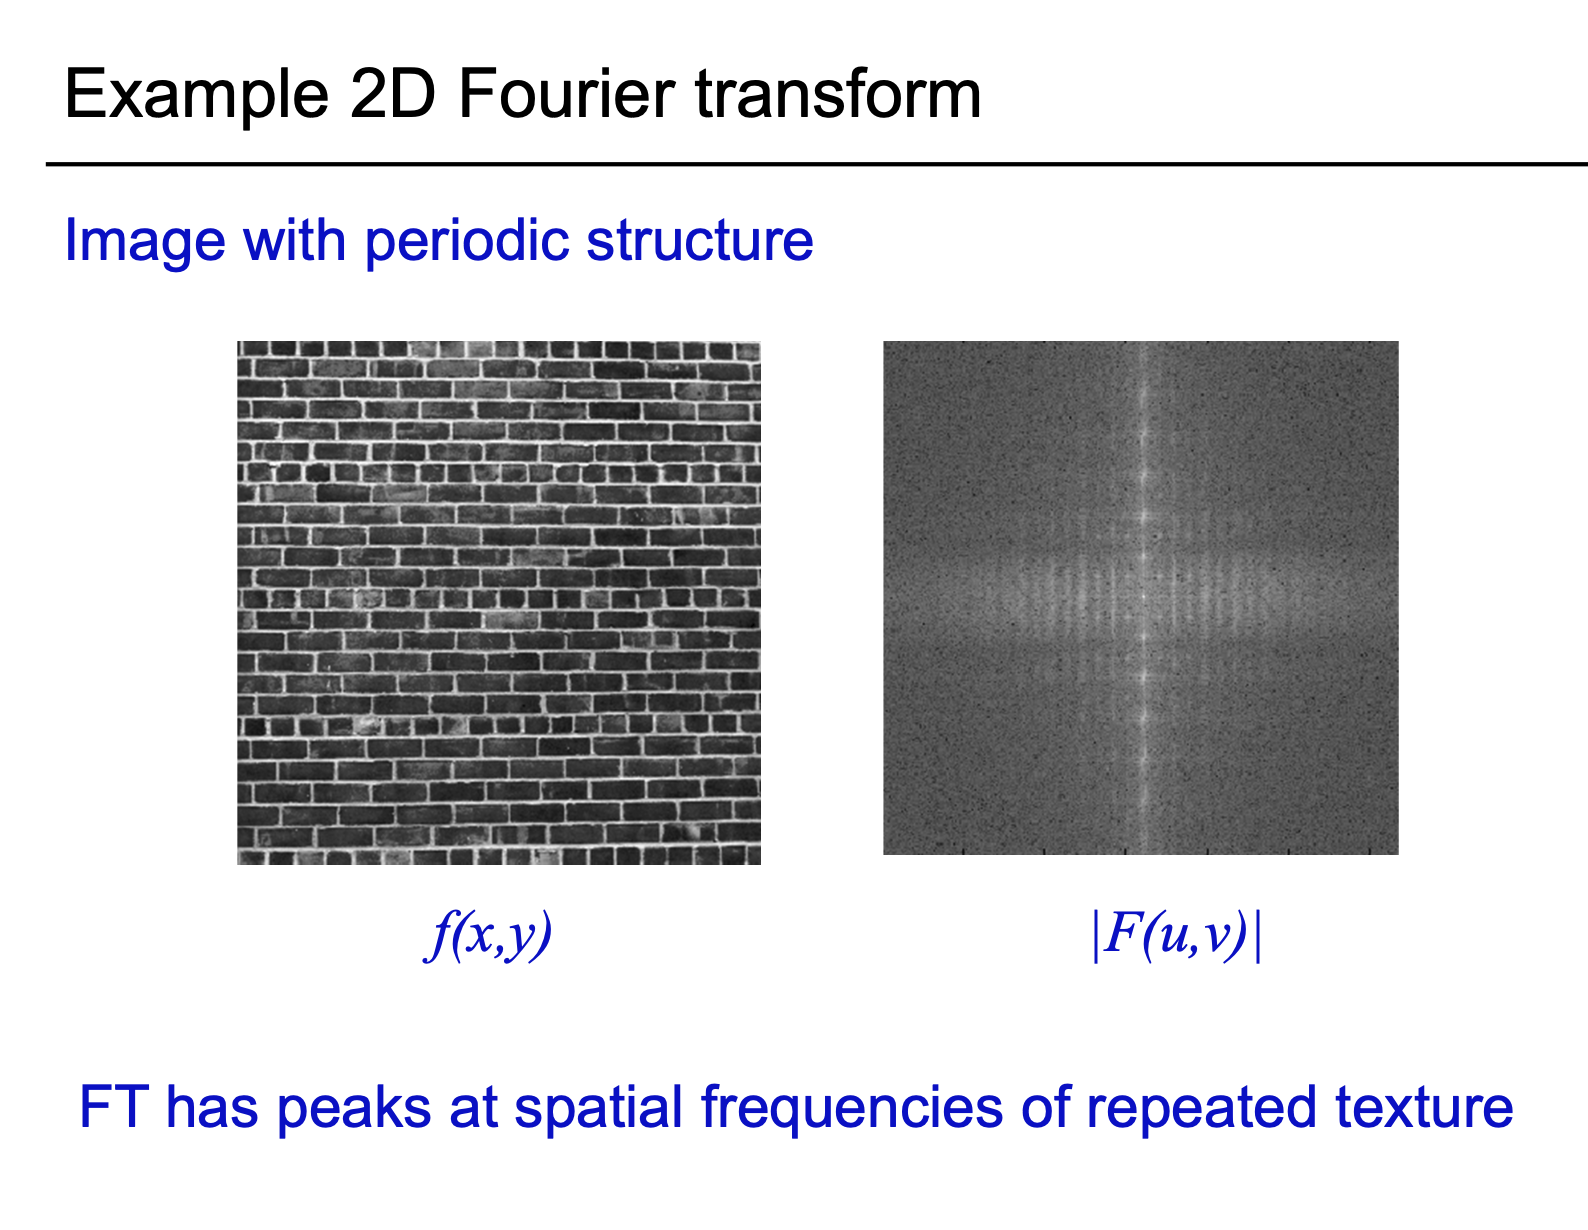 Example 2D Fourier transform
Image with periodic structure
f(x,y)
|F(u,v)|
FT has peaks at spatial frequencies of repeated texture